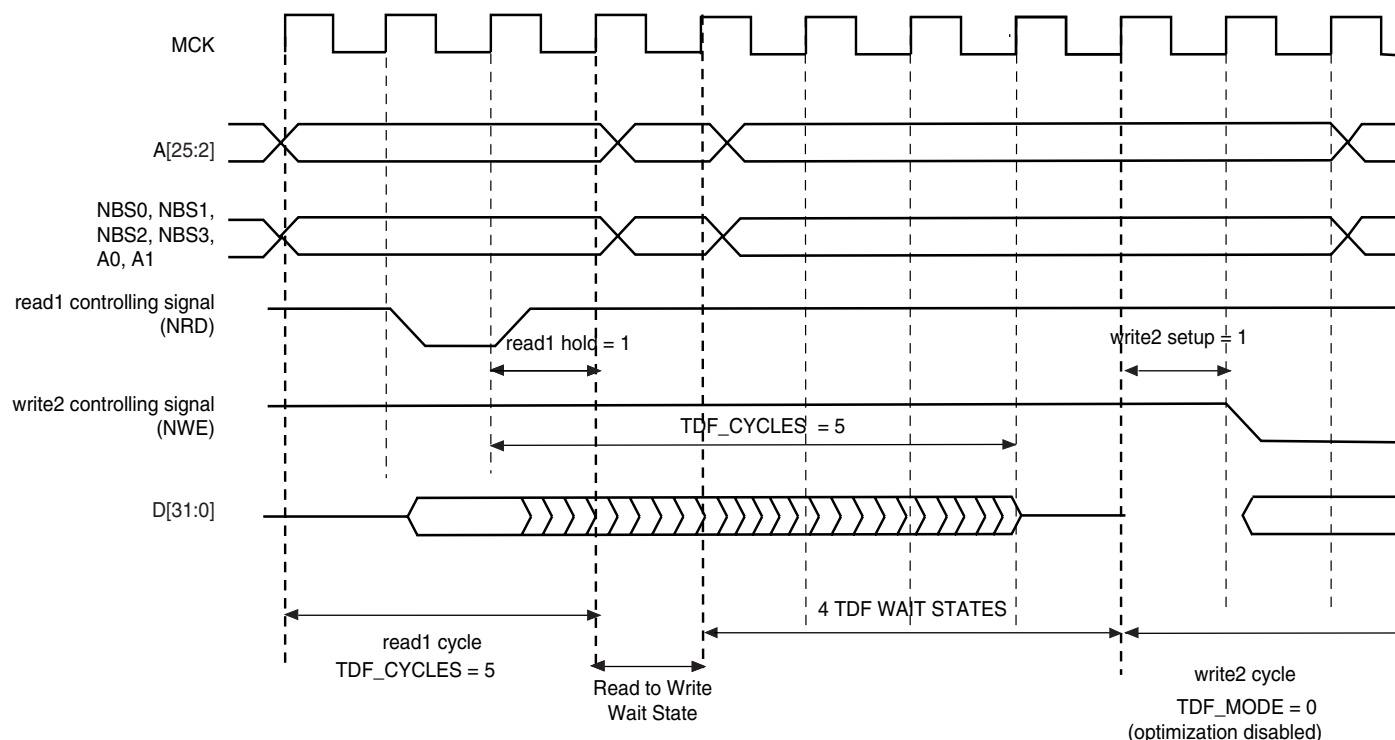 MCK
A[25:2]
NBS0, NBS1,
NBS2, NBS3,
A0, A1
read1 controlling signal
(NRD)
read1 hold = 1
write2 setup = 1
write2 controlling signal
(NWE)
TDF_CYCLES = 5
D[31:0]
4 TDF WAIT STATES
read1 cycle
TDF_CYCLES = 5
Read to Write
Wait State
write2 cycle
TDF_MODE = 0
(optimization disabled)